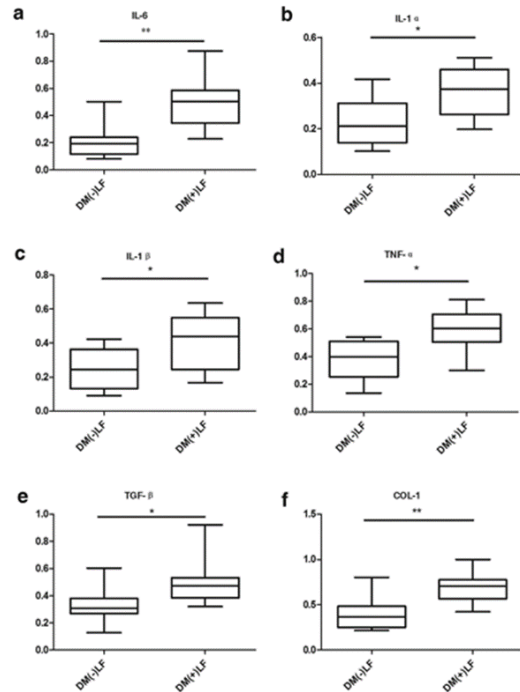 a
IL-6
**
1.0
0.8
0.6
0.4
0.2
0.0
DM(-)LF
DM(+)LF
b
IL-1 α
*
0.6
0.4
0.2
0.0
DM(-)LF
DM(+)LF
c
IL-1 β
*
0.8
0.6
0.4
0.2
0.0
DM(-)LF
DM(+)LF
d
TNF- α
*
1.0
0.8
0.6
0.4
0.2
0.0
DM(-)LF
DM(+)LF
e
TGF- β
*
1.0
0.8
0.6
0.4
0.2
0.0
DM(-)LF
DM(+)LF
f
COL-1
**
1.5
1.0
0.5
0.0
DM(-)LF
DM(+)LF